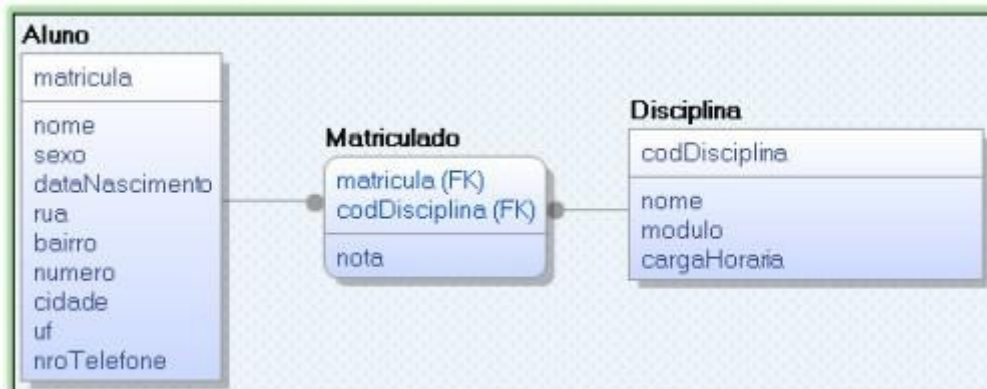 Aluno
matricula
nome
sexo
dataNascimento
rua
bairro
numero
cidade
uf
nroTelefone
Matriculado
matricula (FK)
codDisciplina (FK)
nota
Disciplina
codDisciplina
nome
modulo
cargaHoraria